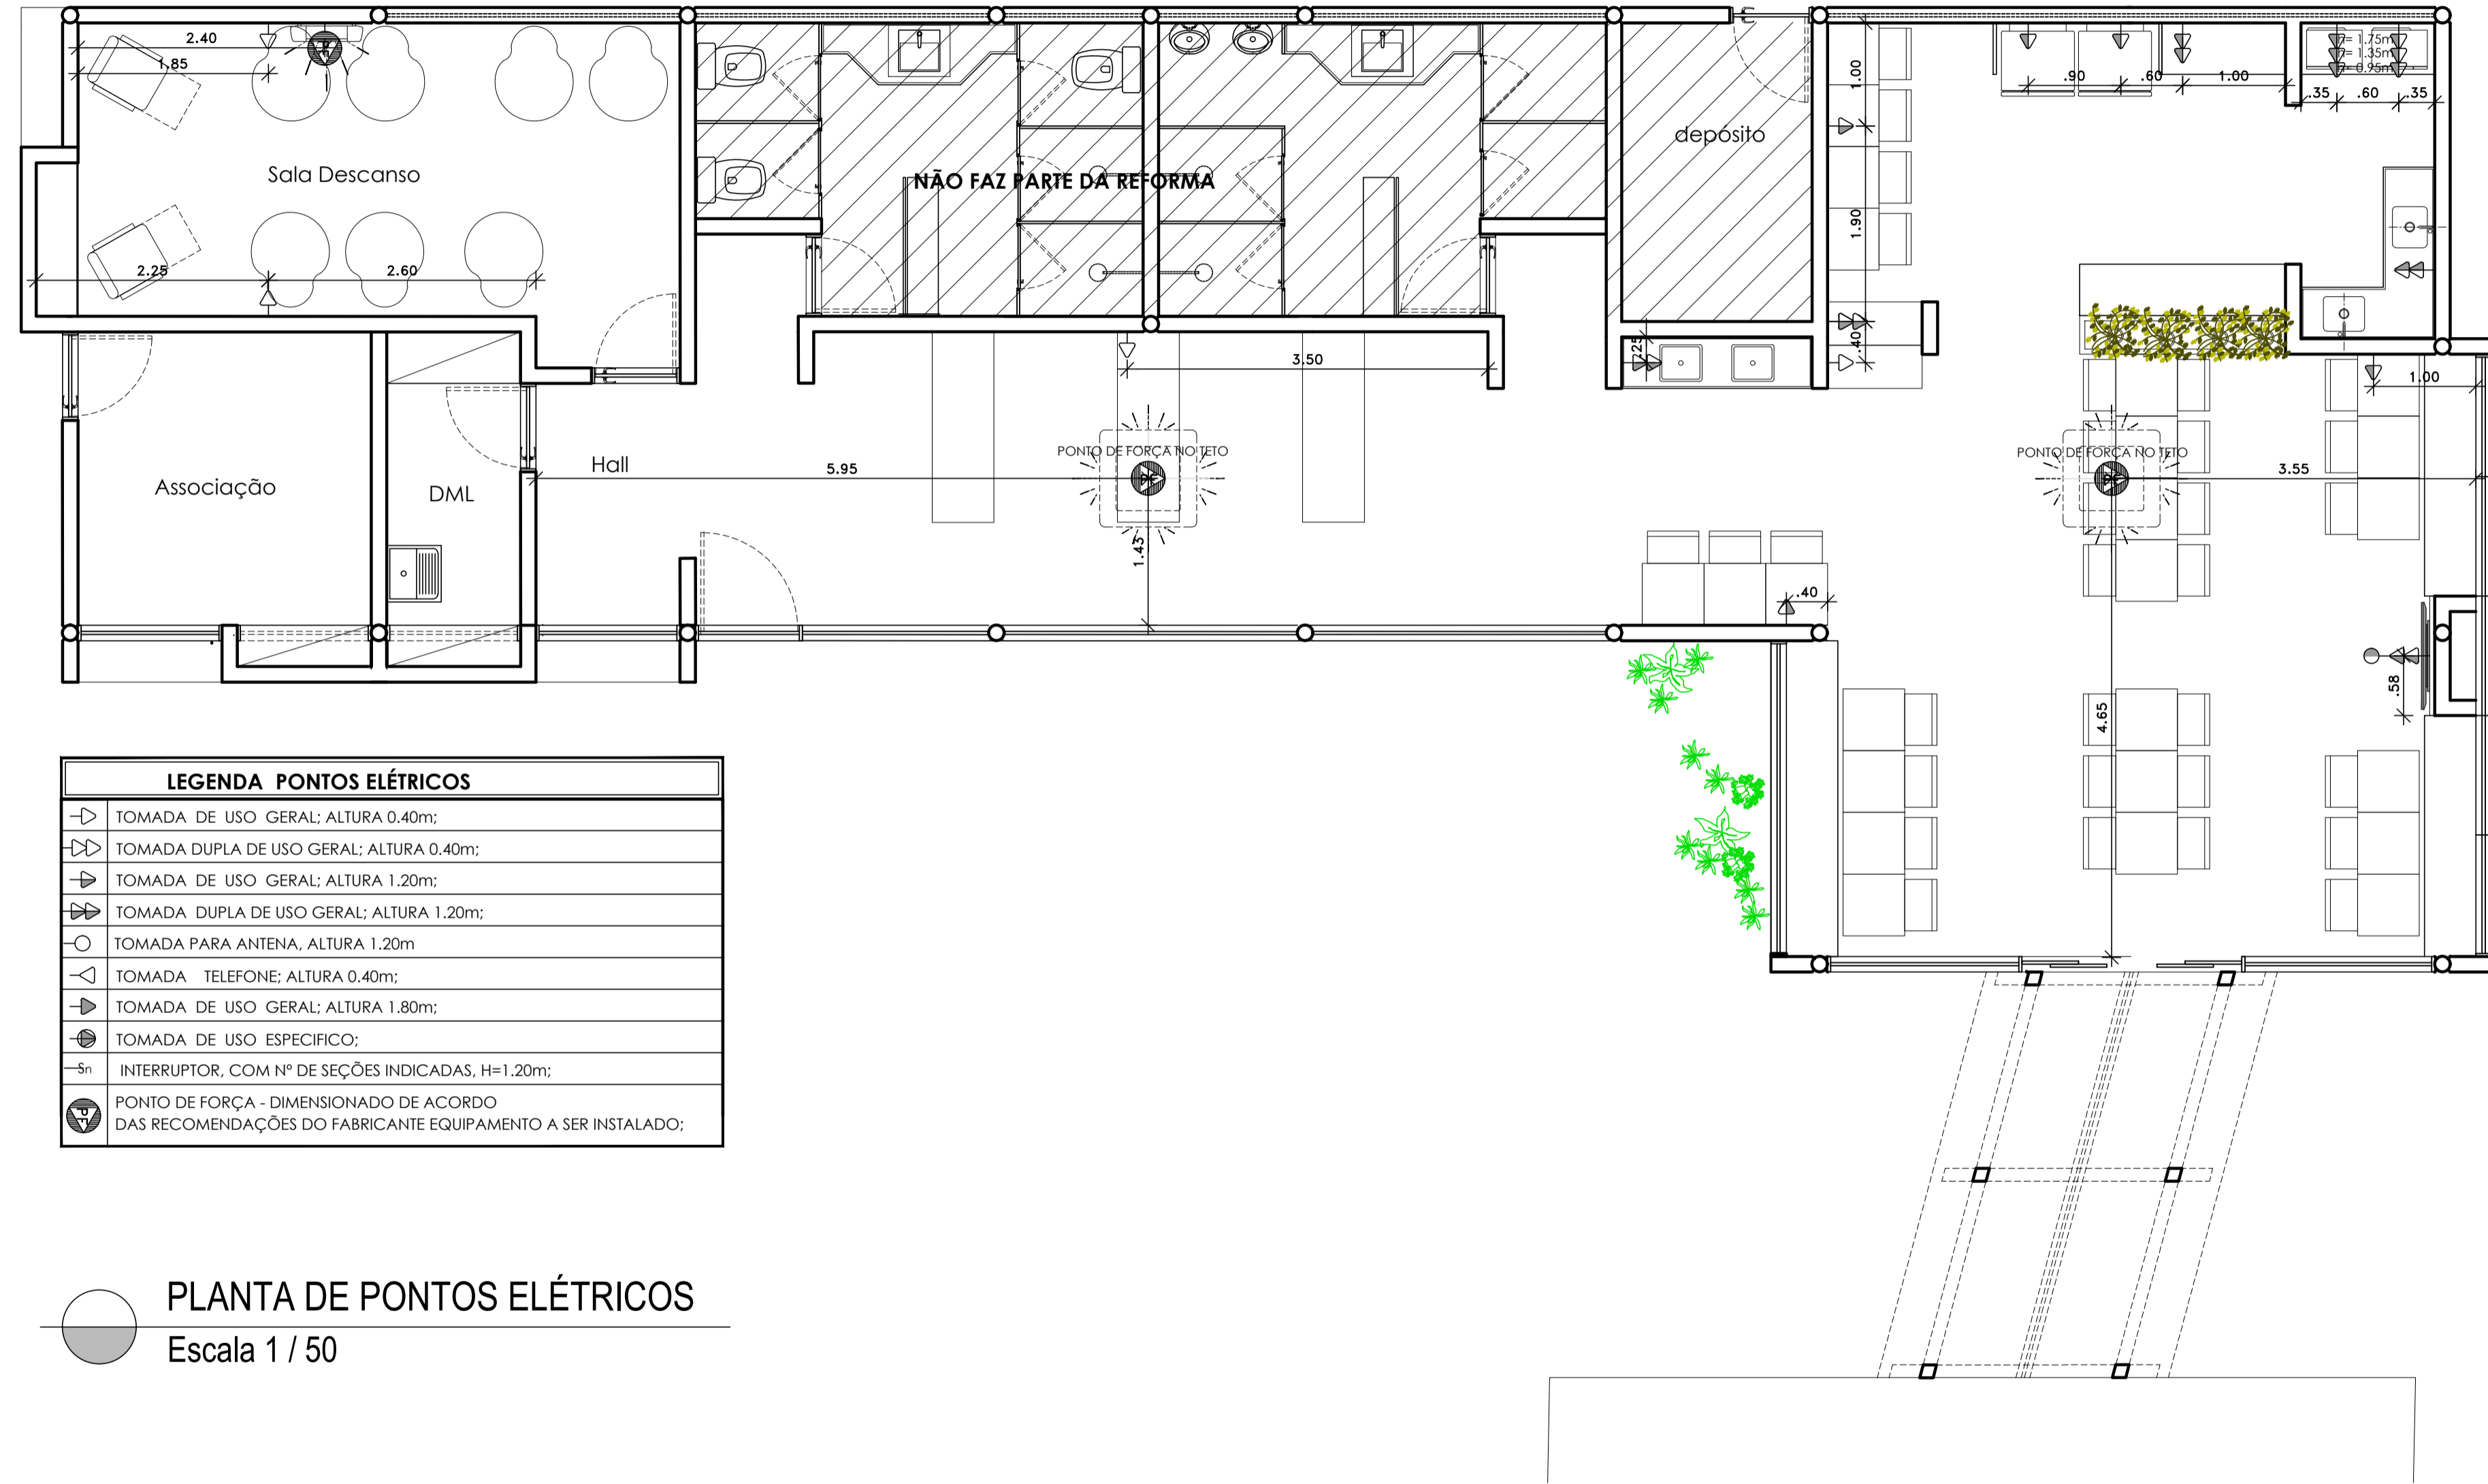 2.40
1,85
Sala Descanso
2.25
2.60
NÃO FAZ PARTE DA REFORMA
depósito
1.00
1.90
.40
.25
.90
.60
1.00
= 1.75m
= 1.35m
0.95m
.35
.60
.35
1.00
3.50
Hall
5.95
PONTO DE FORÇA NO TETO
1.43
PONTO DE FORÇA NO TETO
3.55
Associação
DML
.40
4.65
.58
LEGENDA PONTOS ELÉTRICOS
TOMADA DE USO GERAL; ALTURA 0.40m;
TOMADA DUPLA DE USO GERAL; ALTURA 0.40m;
TOMADA DE USO GERAL; ALTURA 1.20m;
TOMADA DUPLA DE USO GERAL; ALTURA 1.20m;
TOMADA PARA ANTENA, ALTURA 1.20m
TOMADA TELEFONE; ALTURA 0.40m;
TOMADA DE USO GERAL; ALTURA 1.80m;
TOMADA DE USO ESPECIFICO;
Sn INTERRUPTOR, COM Nº DE SEÇÕES INDICADAS, H=1.20m;
PF PONTO DE FORÇA - DIMENSIONADO DE ACORDO
DAS RECOMENDAÇÕES DO FABRICANTE EQUIPAMENTO A SER INSTALADO;
PLANTA DE PONTOS ELÉTRICOS
Escala 1 / 50